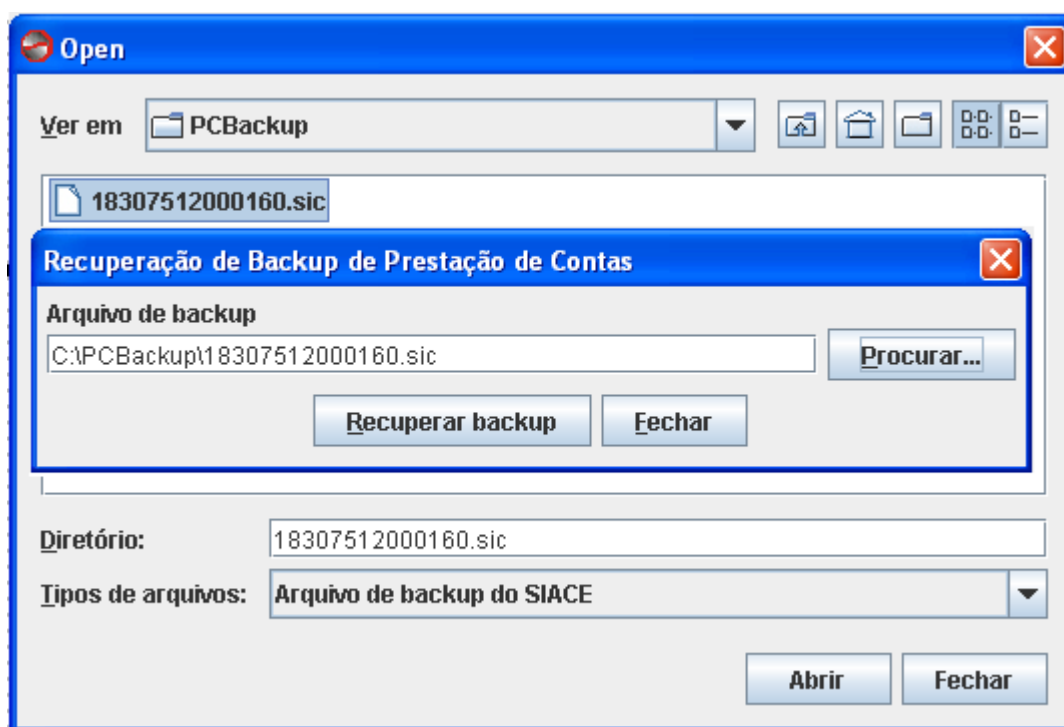 Open
Ver em PCBackup
18307512000160.sic
Recuperação de Backup de Prestação de Contas
Arquivo de backup
C:\PCBackup\18307512000160.sic Procurar...
Recuperar backup Fechar
Diretório: 18307512000160.sic
Tipos de arquivos: Arquivo de backup do SIACE
Abrir Fechar